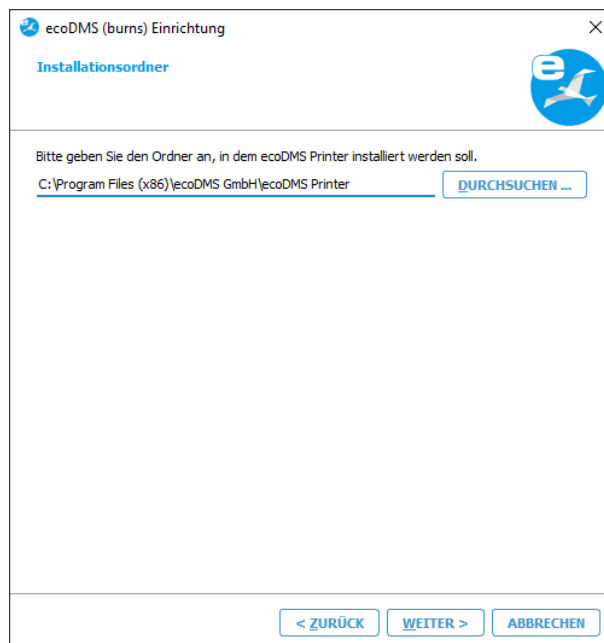 ecoDMS (burns) Einrichtung
Installationsordner
e
Bitte geben Sie den Ordner an, in dem ecoDMS Printer installiert werden soll.
C:\Program Files (x86)\ecoDMS GmbH\ecoDMS Printer
DURCHSUCHEN ...
< ZURÜCK
WEITER >
ABBRECHEN